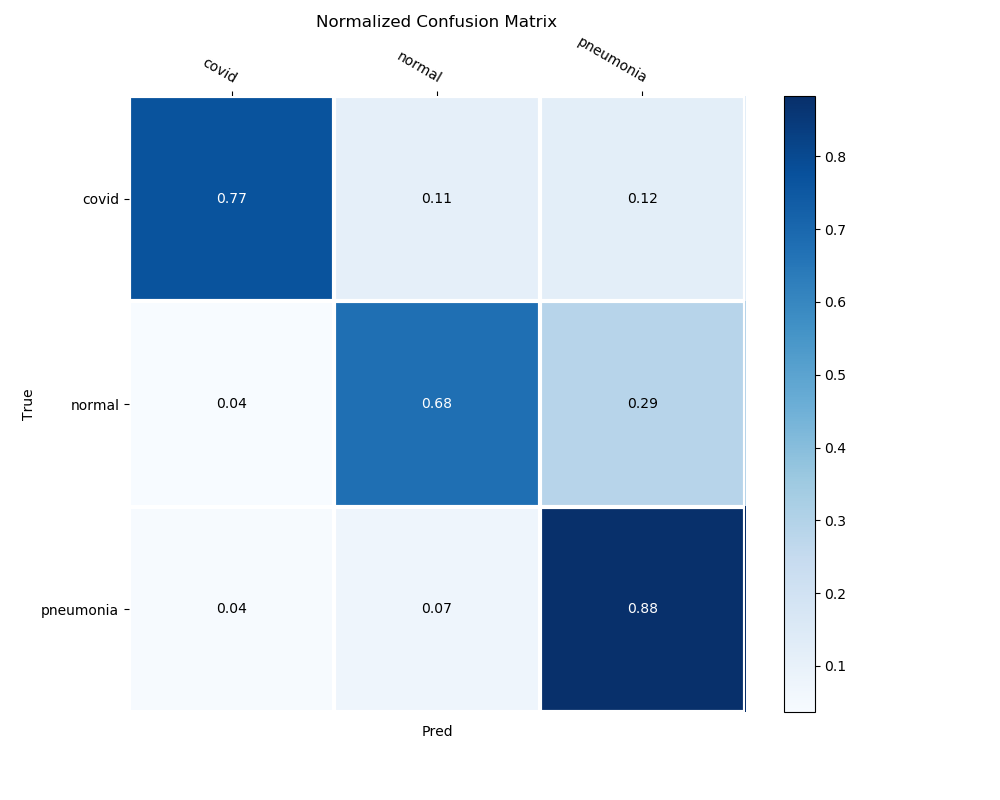 Normalized Confusion Matrix
covid normal pneumonia
covid 0.77 0.11 0.12
normal 0.04 0.68 0.29
pneumonia 0.04 0.07 0.88
True
Pred
0.8
0.7
0.6
0.5
0.4
0.3
0.2
0.1